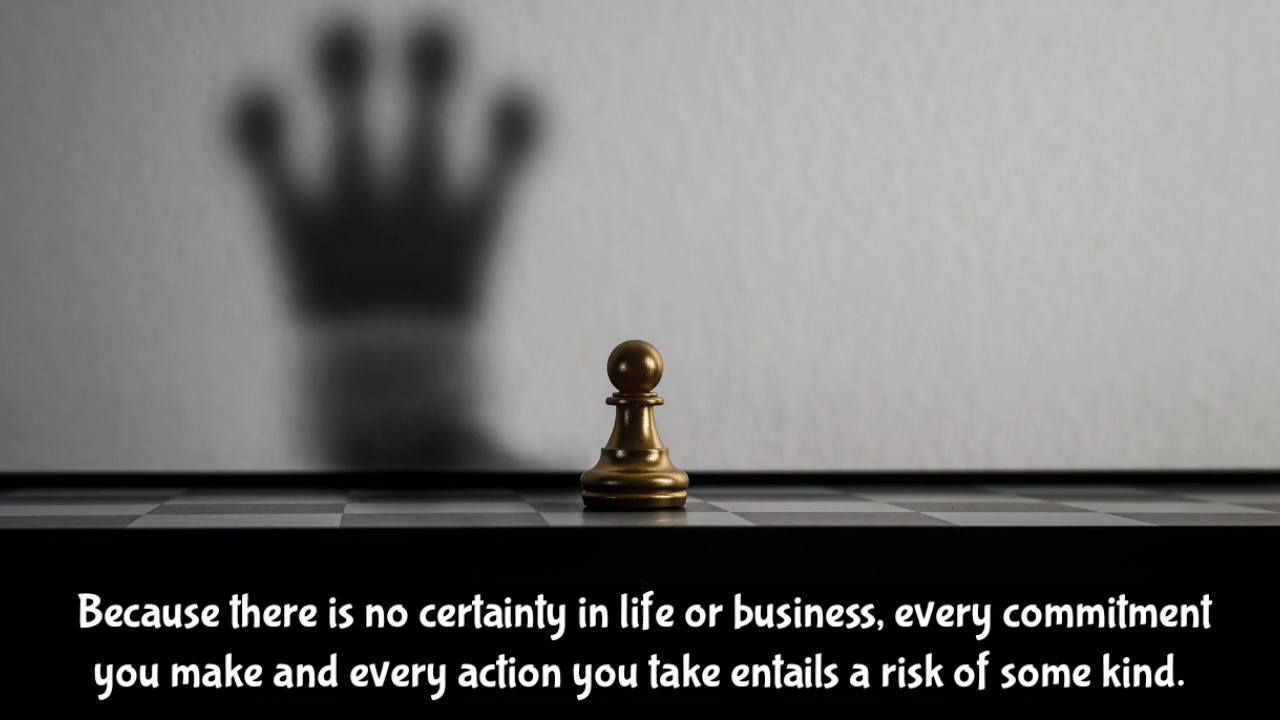 Because there is no certainty in life or business, every commitment
you make and every action you take entails a risk of some kind.